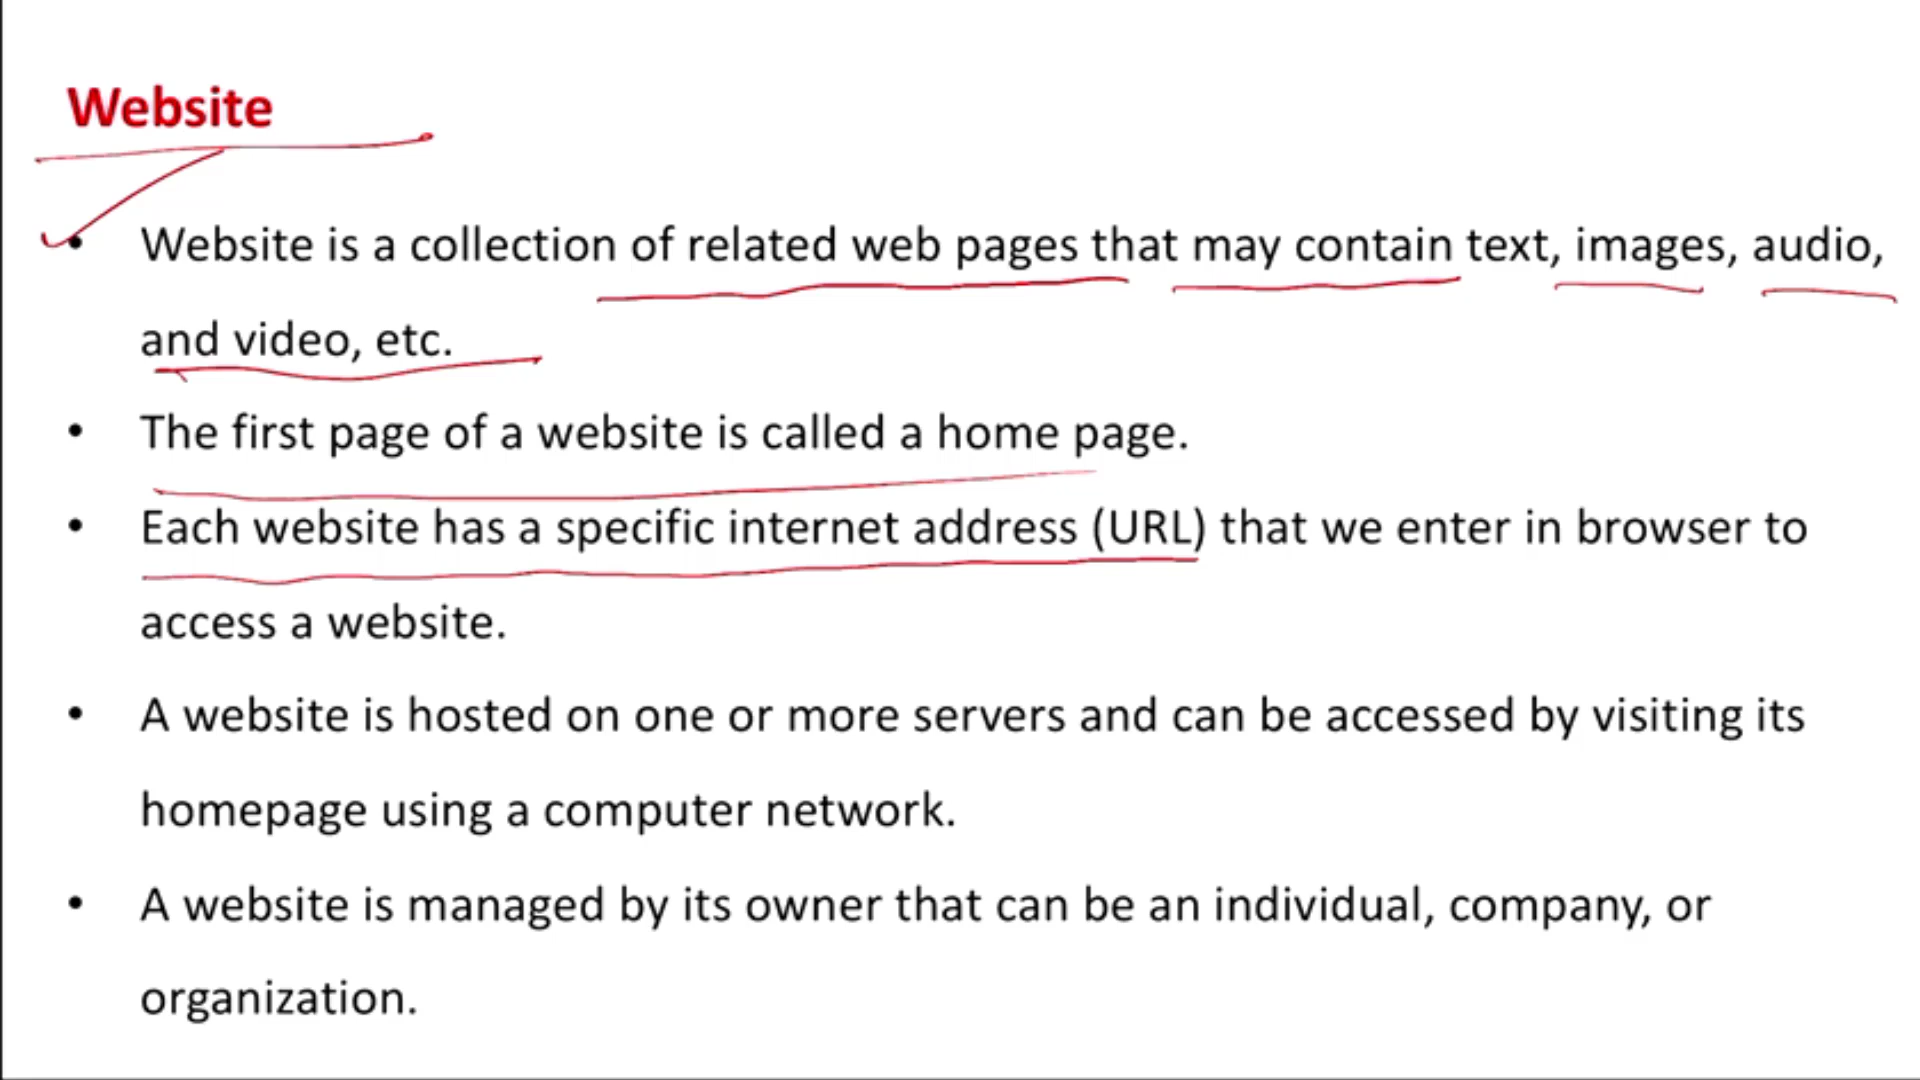 Website
• Website is a collection of related web pages that may contain text, images, audio,
and video, etc.
• The first page of a website is called a home page.
• Each website has a specific internet address (URL) that we enter in browser to
access a website.
• A website is hosted on one or more servers and can be accessed by visiting its
homepage using a computer network.
• A website is managed by its owner that can be an individual, company, or
organization.